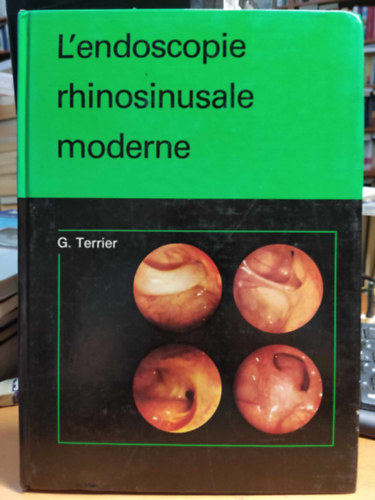 L'endoscopie
rhinosinusale
moderne
G. Terrier